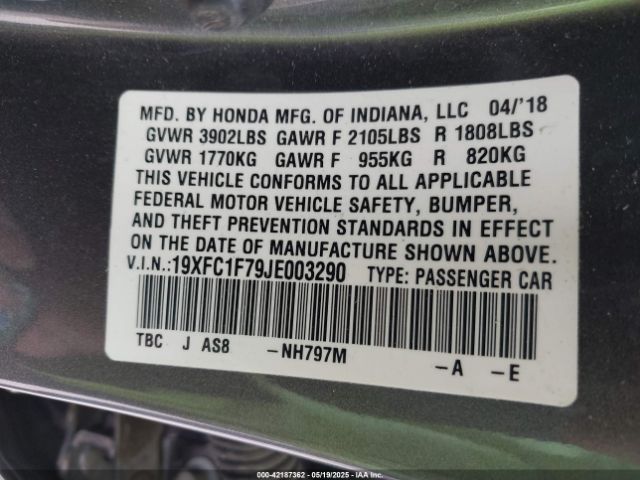 MFD. BY HONDA MFG. OF INDIANA, LLC 04/'18
GVWR 3902LBS GAWR F 2105LBS R 1808LBS
GVWR 1770KG GAWR F 955KG R 820KG
THIS VEHICLE CONFORMS TO ALL APPLICABLE
FEDERAL MOTOR VEHICLE SAFETY, BUMPER,
AND THEFT PREVENTION STANDARDS IN EFFECT
ON THE DATE OF MANUFACTURE SHOWN ABOVE.
V.I.N.:19XFC1F79JE003290 TYPE: PASSENGER CAR
TBC J AS8 -NH797M -A -E
000-42187362 | 05/19/2025 | IAA